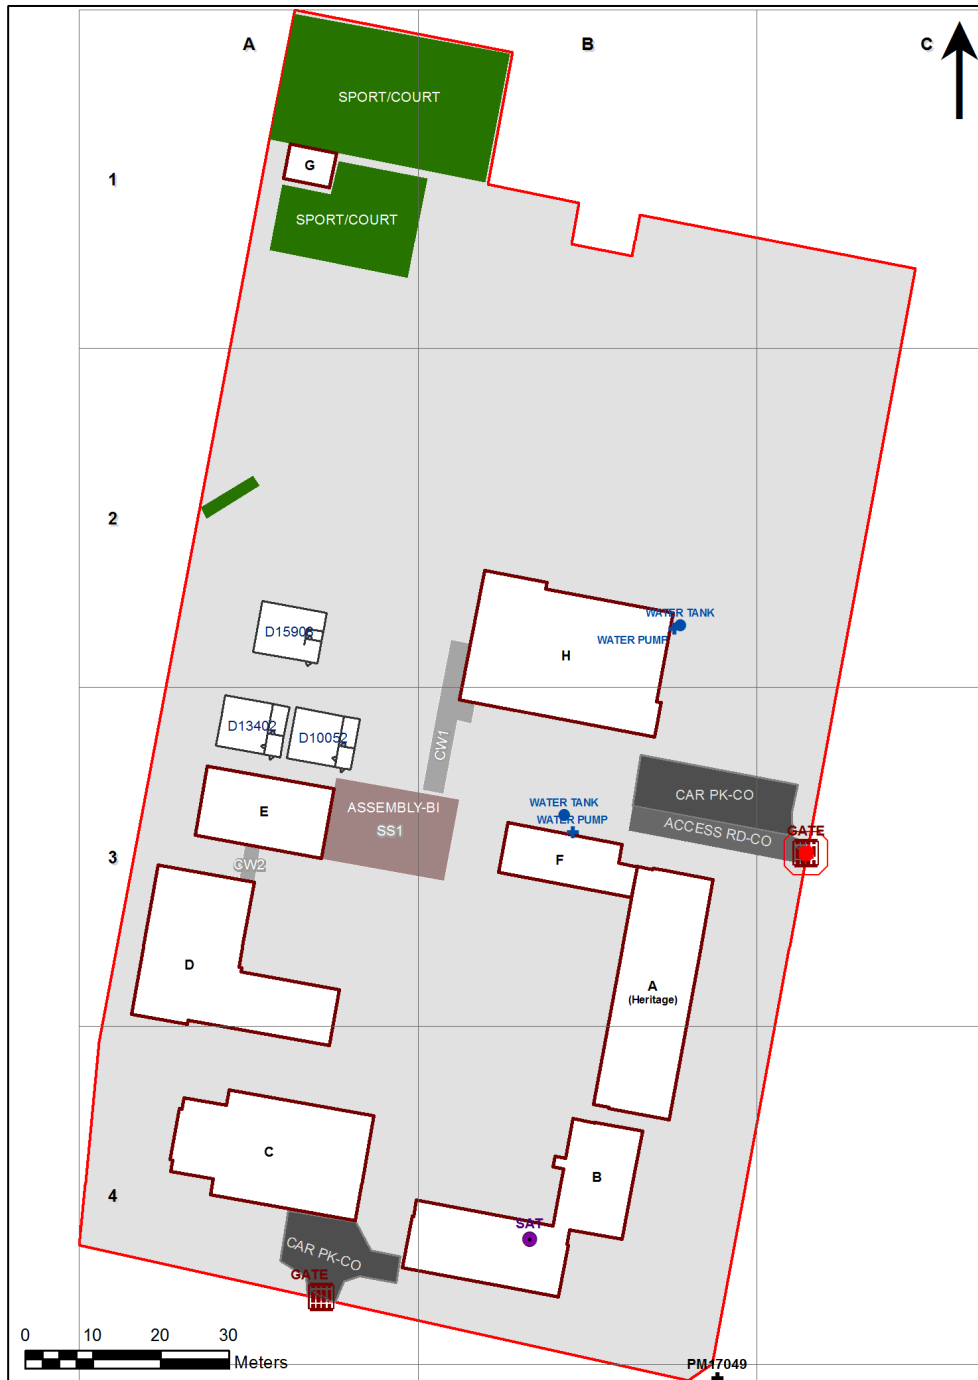 A
B
C
SPORT/COURT
G
1
SPORT/COURT
2
D15908
WATER TANK
WATER PUMP
H
D13402
D10052
CW1
CAR PK-CO
ASSEMBLY-BI
SS1
WATER TANK
WATER PUMP
ACCESS RD-CO
GATE
E
3
F
CW2
D
A
(Heritage)
C
B
4
SAT
CAR PK-CO
GATE
0 10 20 30
Meters
PM17049